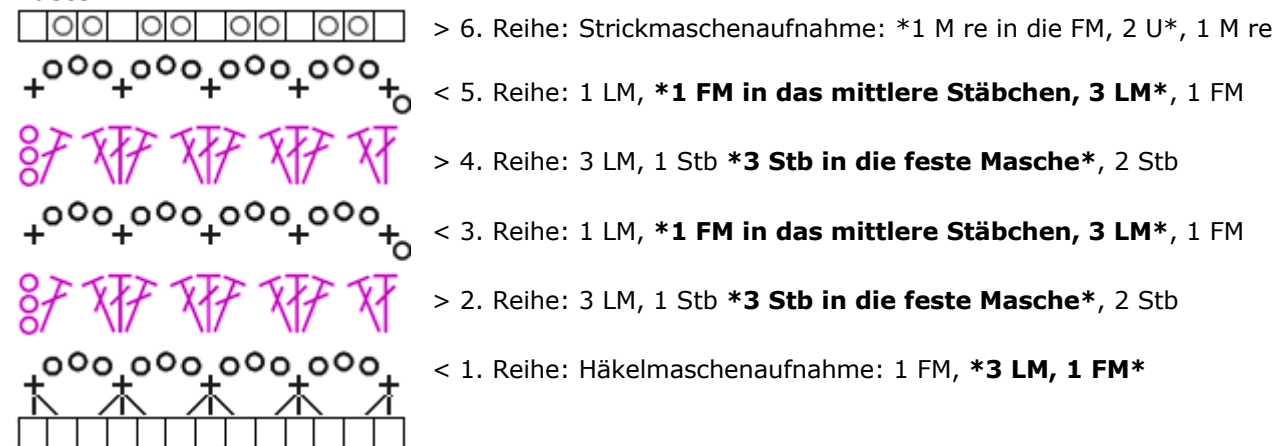 > 6. Reihe: Strickmaschenaufnahme: *1 M re in die FM, 2 U*, 1 M re
< 5. Reihe: 1 LM, *1 FM in das mittlere Stäbchen, 3 LM*, 1 FM
> 4. Reihe: 3 LM, 1 Stb *3 Stb in die feste Masche*, 2 Stb
< 3. Reihe: 1 LM, *1 FM in das mittlere Stäbchen, 3 LM*, 1 FM
> 2. Reihe: 3 LM, 1 Stb *3 Stb in die feste Masche*, 2 Stb
< 1. Reihe: Häkelmaschenaufnahme: 1 FM, *3 LM, 1 FM*